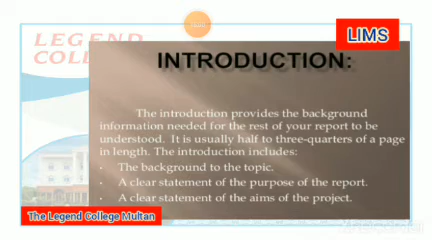 LEGEND
COLL
LIMS
INTRODUCTION:
The introduction provides the background
information needed for the rest of your report to be
understood. It is usually half to three-quarters of a page
in length. The introduction includes:
· The background to the topic.
· A clear statement of the purpose of the report.
· A clear statement of the aims of the project.
The Legend College Multan